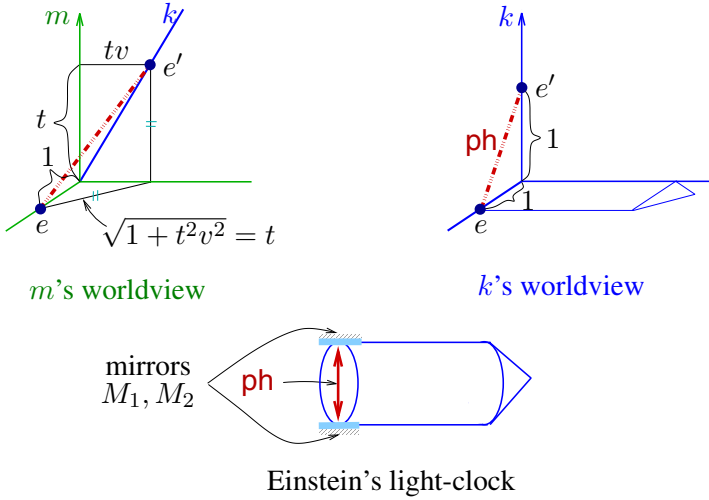 m
k
tv
e′
t
1
e
√1 + t²v² = t
m's worldview
k
e′
ph
1
1
e
k's worldview
mirrors
M₁, M₂
ph
Einstein's light-clock